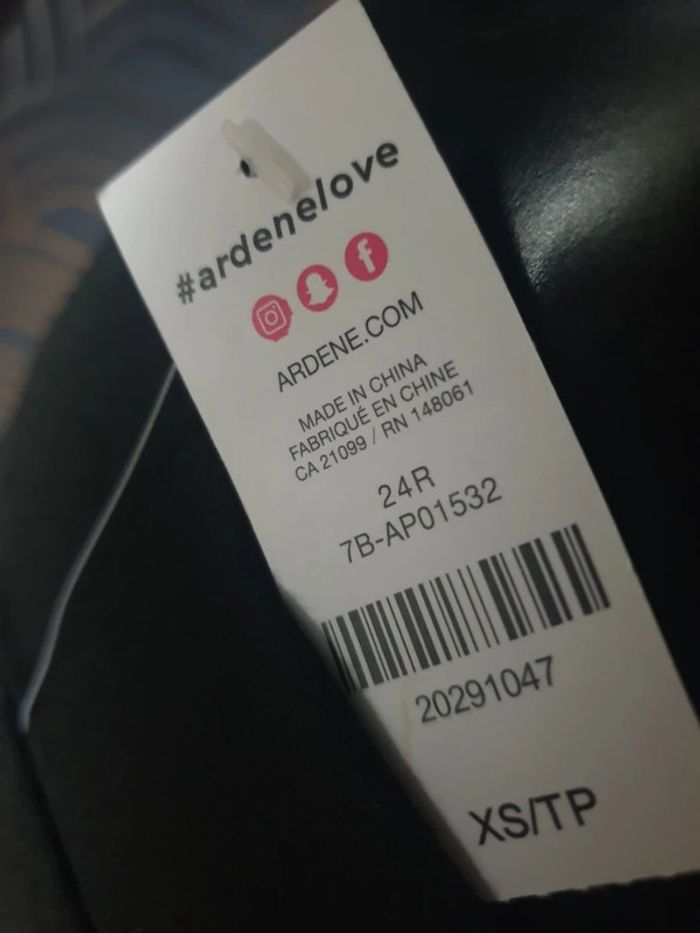 #ardenelove
ARDENE.COM
MADE IN CHINA
FABRIQUÉ EN CHINE
CA 21099 / RN 148061
24R
7B-AP01532
20291047
XS/TP